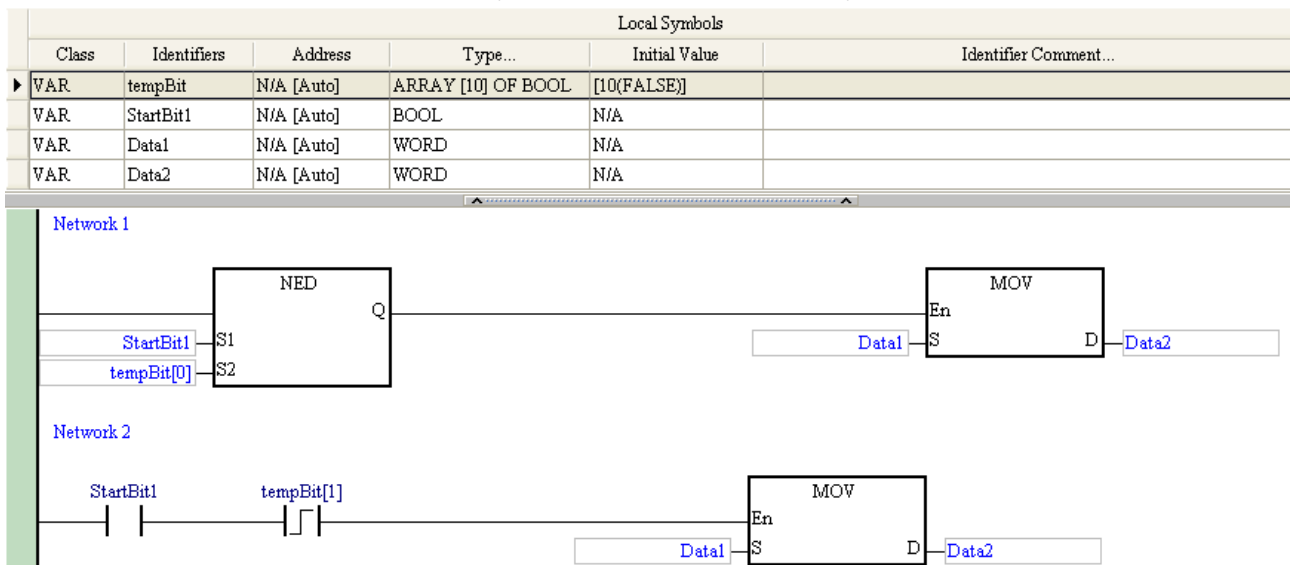 Local Symbols
Class Identifiers Address Type... Initial Value Identifier Comment...
VAR tempBit N/A [Auto] ARRAY [10] OF BOOL [10(FALSE)]
VAR StartBit1 N/A [Auto] BOOL N/A
VAR Data1 N/A [Auto] WORD N/A
VAR Data2 N/A [Auto] WORD N/A
Network 1
NED MOV
Q En
StartBit1 S1 Data1 S D Data2
tempBit[0] S2
Network 2
StartBit1 tempBit[1] MOV
En
Data1 S D Data2